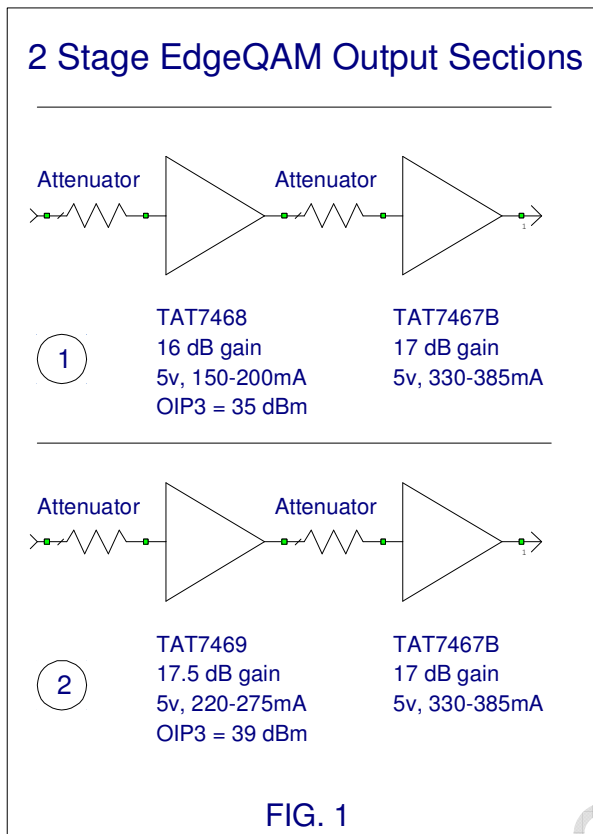 2 Stage EdgeQAM Output Sections
Attenuator
Attenuator
1
1
TAT7468
16 dB gain
5v, 150-200mA
OIP3 = 35 dBm
TAT7467B
17 dB gain
5v, 330-385mA
Attenuator
Attenuator
1
2
TAT7469
17.5 dB gain
5v, 220-275mA
OIP3 = 39 dBm
TAT7467B
17 dB gain
5v, 330-385mA
FIG. 1